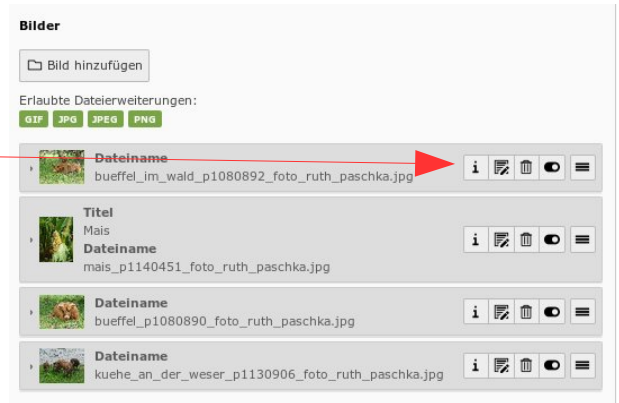 Bilder
Bild hinzufügen
Erlaubte Dateierweiterungen:
GIF JPG JPEG PNG
Dateiname
bueffel_im_wald_p1080892_foto_ruth_paschka.jpg
Titel
Mais
Dateiname
mais_p1140451_foto_ruth_paschka.jpg
Dateiname
bueffel_p1080890_foto_ruth_paschka.jpg
Dateiname
kuehe_an_der_weser_p1130906_foto_ruth_paschka.jpg